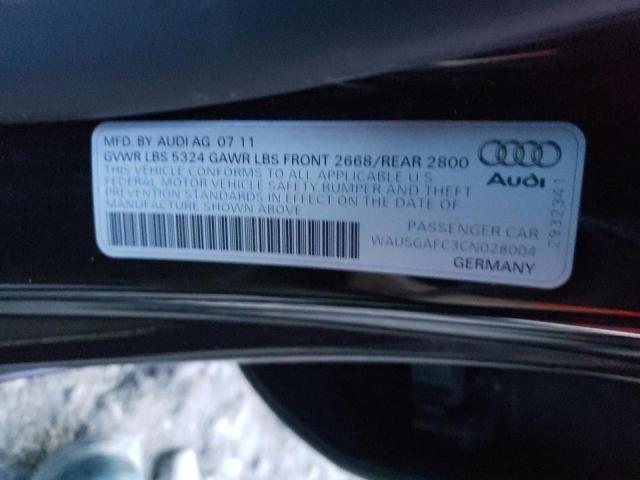 MFD. BY AUDI AG 07 11
GVWR LBS 5324 GAWR LBS FRONT 2668/REAR 2800
THIS VEHICLE CONFORMS TO ALL APPLICABLE U.S.
FEDERAL MOTOR VEHICLE SAFETY BUMPER AND THEFT
PREVENTION STANDARDS IN EFFECT ON THE DATE OF
MANUFACTURE SHOWN ABOVE
Audi
PASSENGER CAR
WAU5GAFC3CN028004
GERMANY
2932341